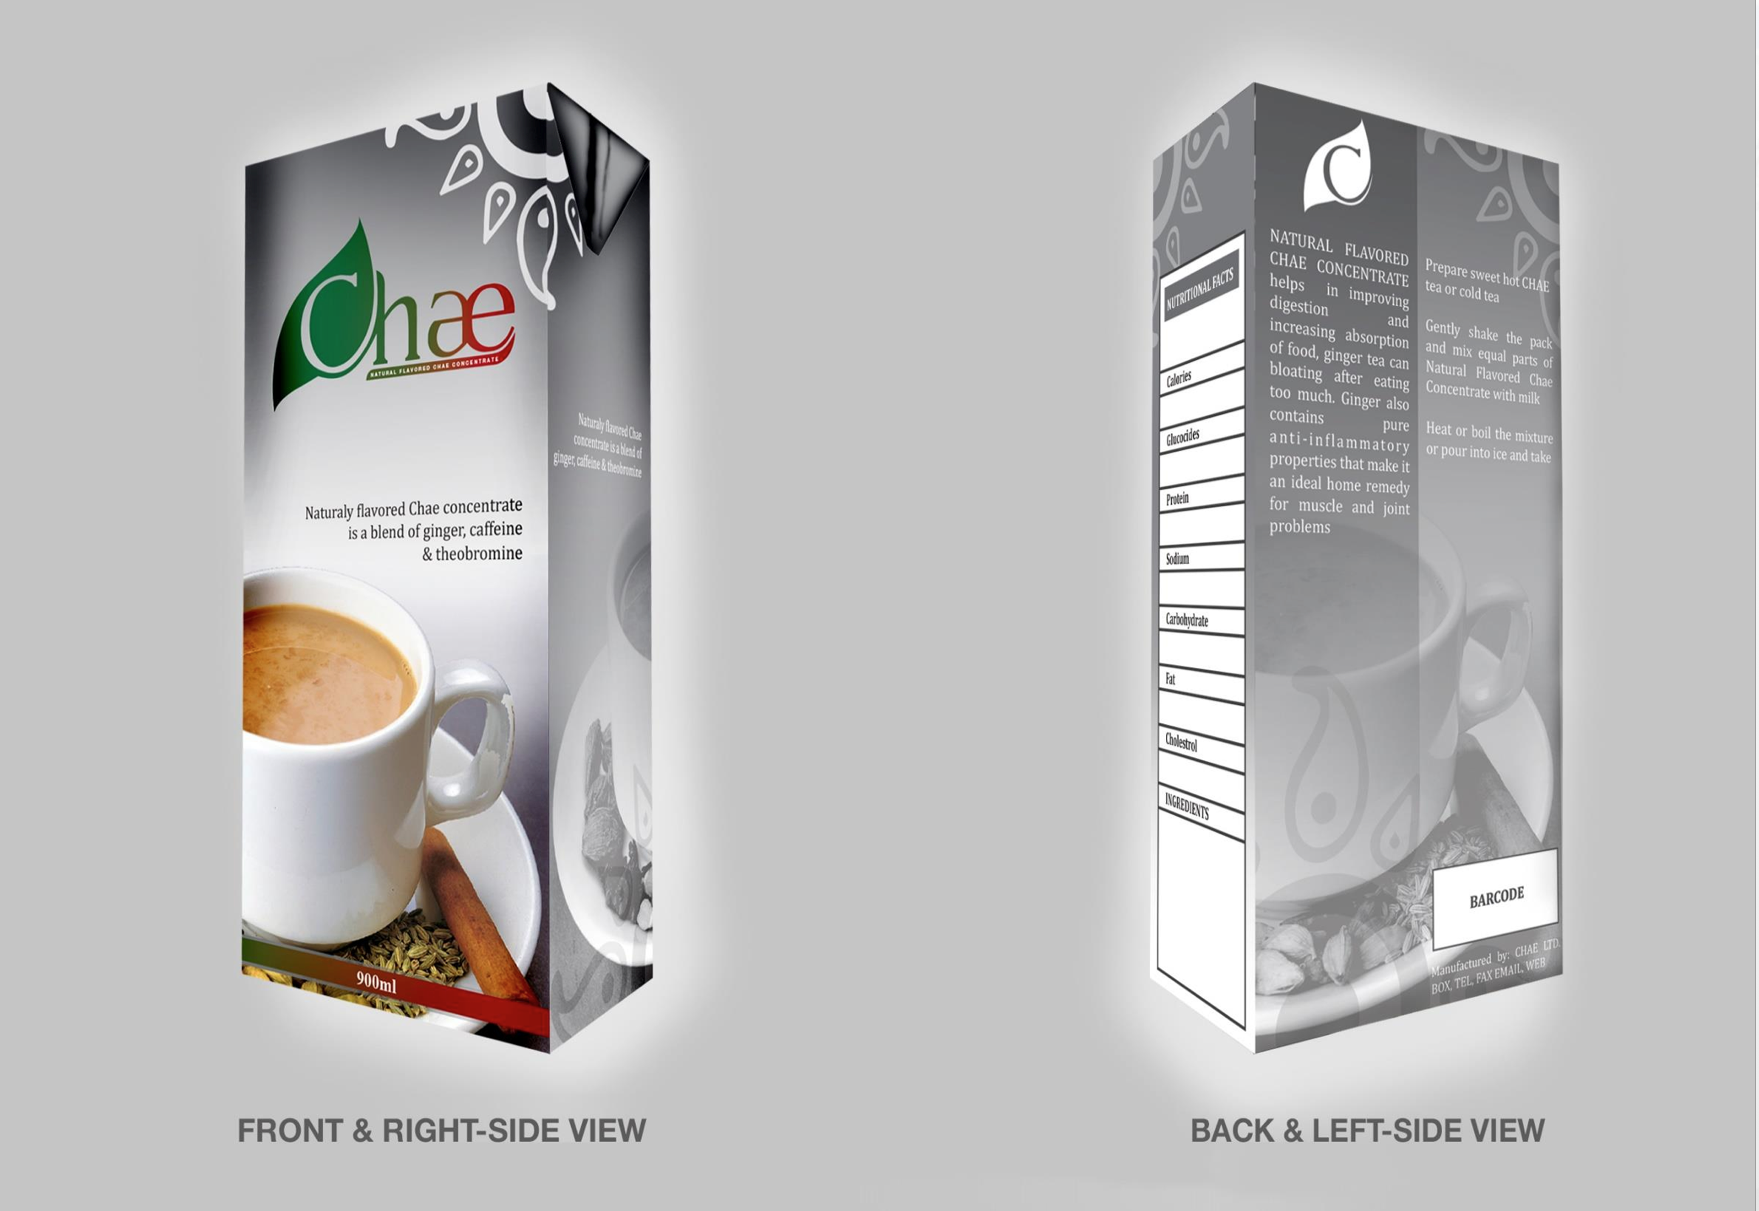 Chae
NATURAL FLAVORED CHAE CONCENTRATE
Naturaly flavored Chae concentrate
is a blend of ginger, caffeine
& theobromine
900ml
Naturaly flavored Chae
concentrate is a blend of
ginger, caffeine & theobromine
FRONT & RIGHT-SIDE VIEW
NUTRITIONAL FACTS
Calories
Glucocides
Protein
Sodium
Carbohydrate
Fat
Cholestrol
INGREDIENTS
C
NATURAL FLAVORED
CHAE CONCENTRATE
helps in improving
digestion and
increasing absorption
of food, ginger tea can
bloating after eating
too much. Ginger also
contains pure
anti-inflammatory
properties that make it
an ideal home remedy
for muscle and joint
problems
Prepare sweet hot CHAE
tea or cold tea
Gently shake the pack
and mix equal parts of
Natural Flavored Chae
Concentrate with milk
Heat or boil the mixture
or pour into ice and take
BARCODE
Manufactured by: CHAE LTD.
BOX, TEL, FAX EMAIL, WEB
BACK & LEFT-SIDE VIEW